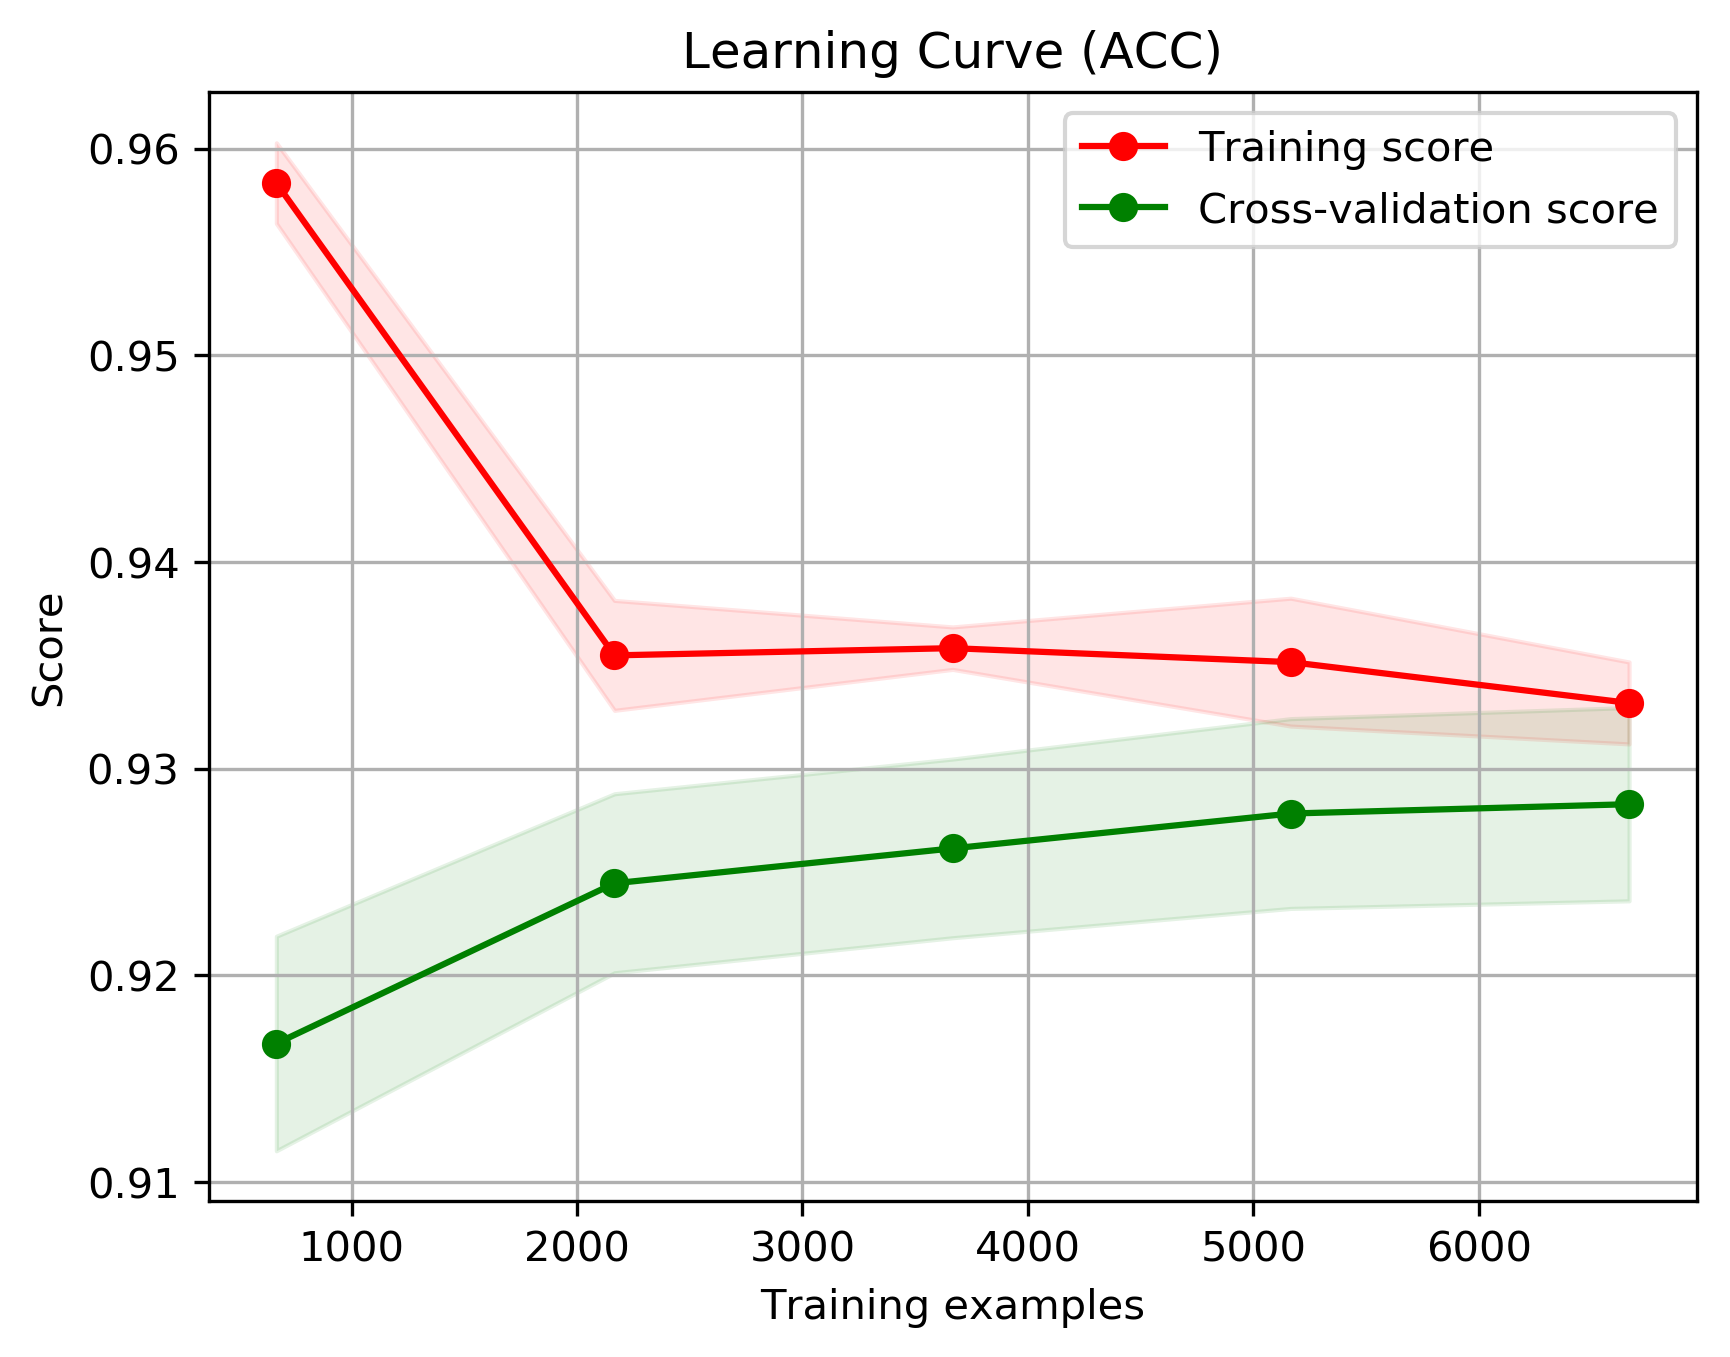 Learning Curve (ACC)
Training score
Cross-validation score
0.96
0.95
0.94
0.93
0.92
0.91
Score
1000 2000 3000 4000 5000 6000
Training examples